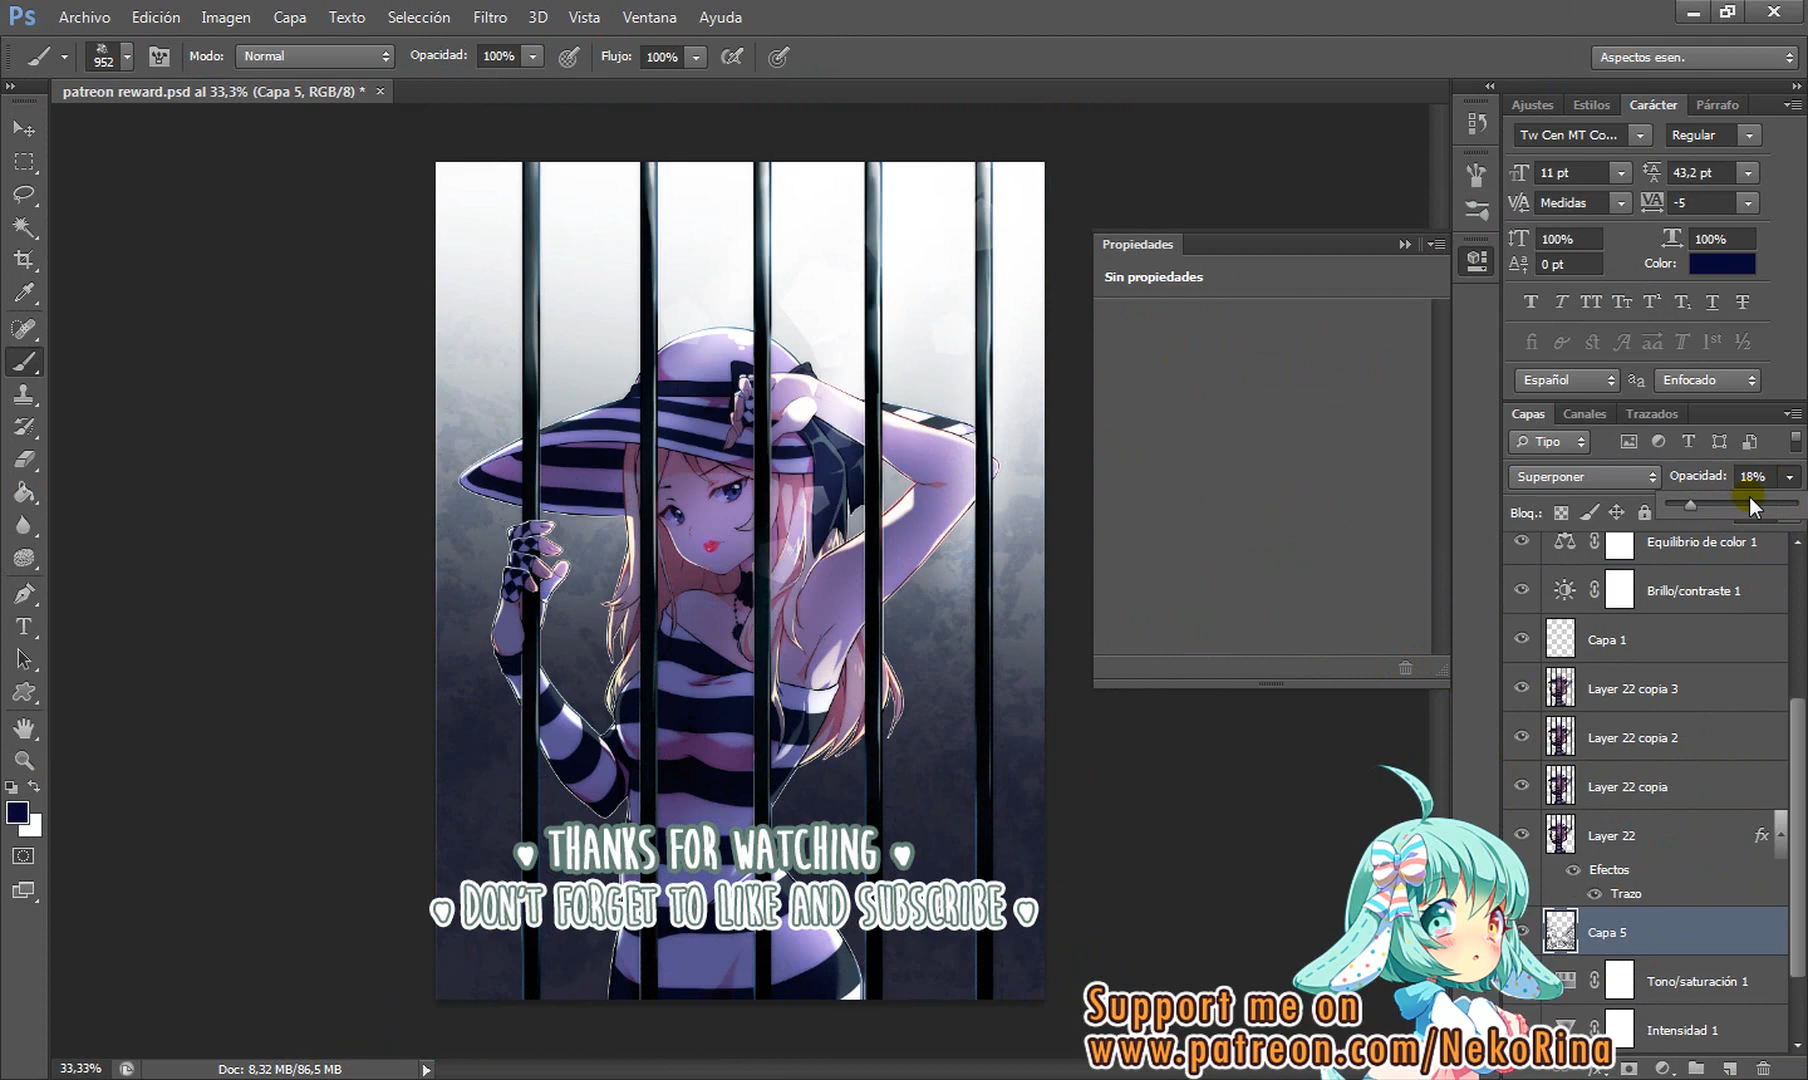 Ps Archivo Edición Imagen Capa Texto Selección Filtro 3D Vista Ventana Ayuda
952 Modo: Normal Opacidad: 100% Flujo: 100% Aspectos esen.
patreon reward.psd al 33,3% (Capa 5, RGB/8) *
Ajustes Estilos Carácter Párrafo
Tw Cen MT Co... Regular
11 pt 43,2 pt
Medidas -5
100% 100%
0 pt Color:
Español Enfocado
Propiedades
Sin propiedades
Capas Canales Trazados
Tipo
Superponer Opacidad: 18%
Bloq.:
Equilibrio de color 1
Brillo/contraste 1
Capa 1
Layer 22 copia 3
Layer 22 copia 2
Layer 22 copia
Layer 22 fx
Efectos
Trazo
Capa 5
Tono/saturación 1
Intensidad 1
THANKS FOR WATCHING
DON'T FORGET TO LIKE AND SUBSCRIBE
Support me on
www.patreon.com/NekoRina
33,33% Doc: 8,32 MB/86,5 MB